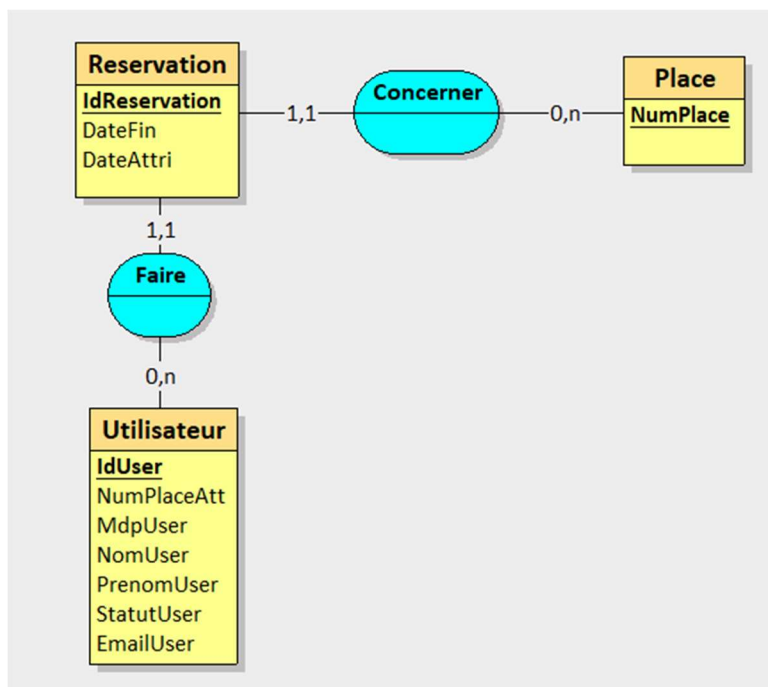 Reservation
IdReservation
DateFin
DateAttri
1,1
Concerner
0,n
Place
NumPlace
1,1
Faire
0,n
Utilisateur
IdUser
NumPlaceAtt
MdpUser
NomUser
PrenomUser
StatutUser
EmailUser